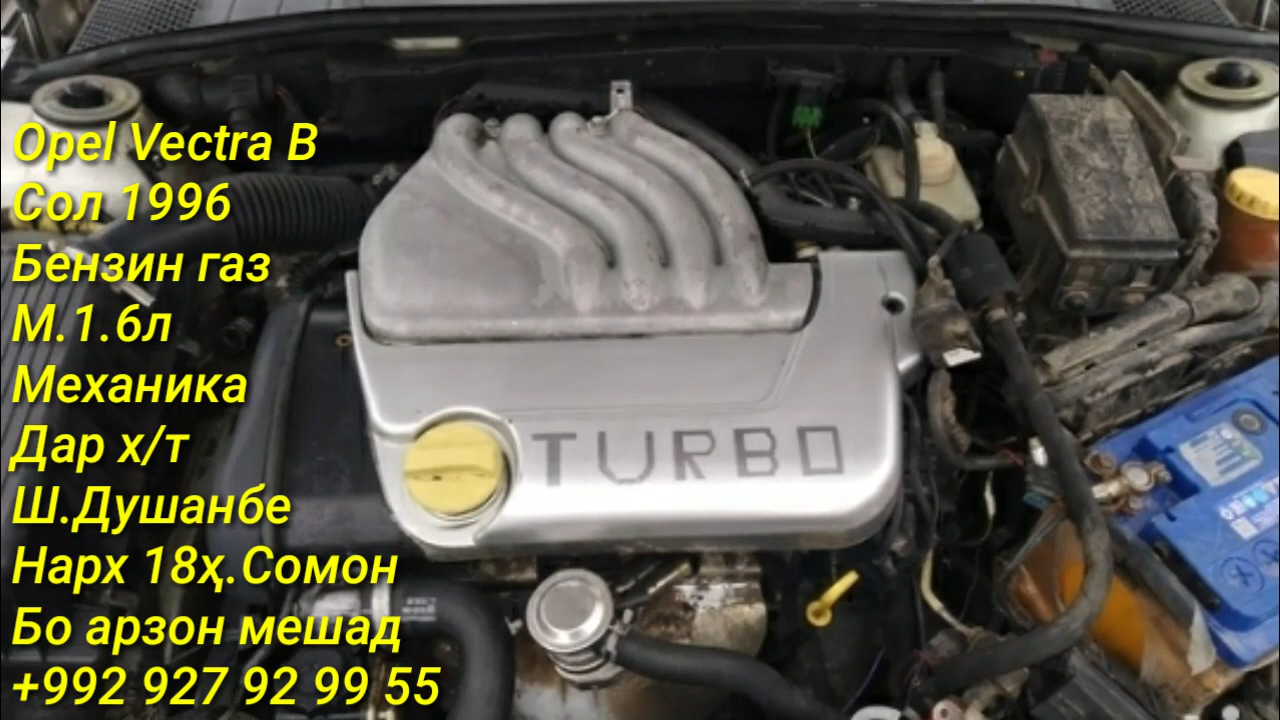 Opel Vectra B
Сол 1996
Бензин газ
М.1.6л
Механика
Дар х/т
Ш.Душанбе
Нарх 18ҳ.Сомон
Бо арзон мешад
+992 927 92 99 55
TURBO